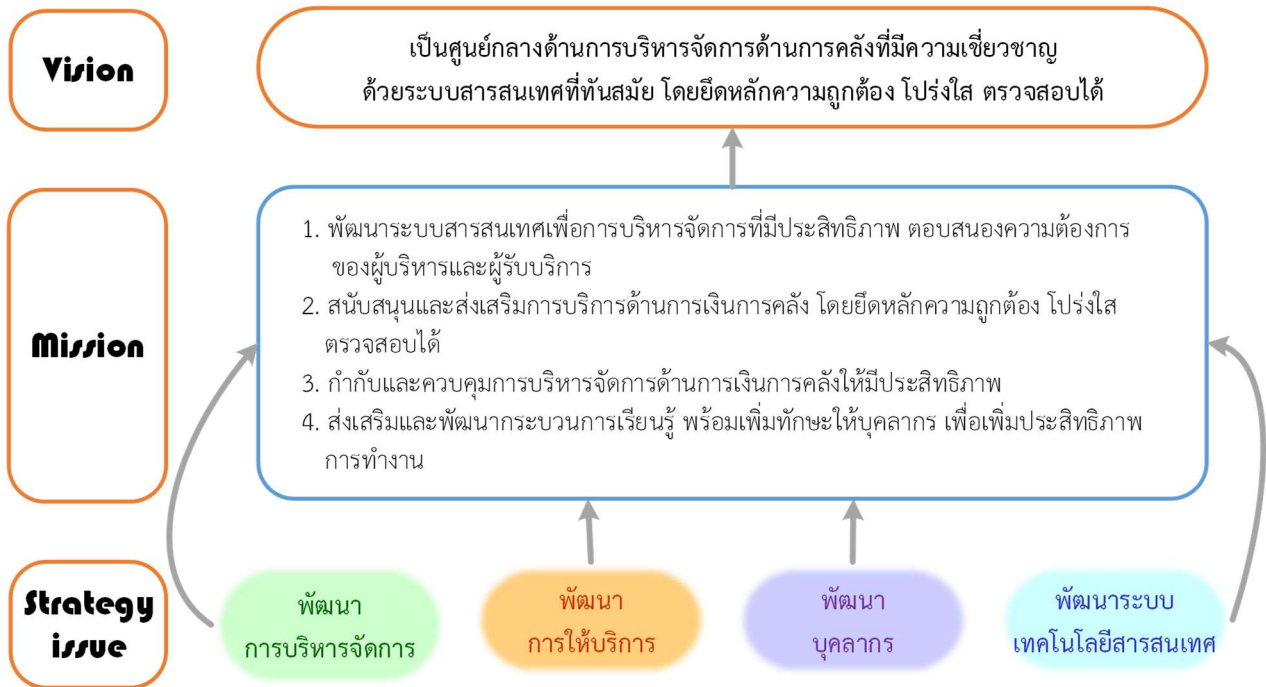 Vision
เป็นศูนย์กลางด้านการบริหารจัดการด้านการคลังที่มีความเชี่ยวชาญ
ด้วยระบบสารสนเทศที่ทันสมัย โดยยึดหลักความถูกต้อง โปร่งใส ตรวจสอบได้
Mission
1. พัฒนาระบบสารสนเทศเพื่อการบริหารจัดการที่มีประสิทธิภาพ ตอบสนองความต้องการ
ของผู้บริหารและผู้รับบริการ
2. สนับสนุนและส่งเสริมการบริการด้านการเงินการคลัง โดยยึดหลักความถูกต้อง โปร่งใส
ตรวจสอบได้
3. กำกับและควบคุมการบริหารจัดการด้านการเงินการคลังให้มีประสิทธิภาพ
4. ส่งเสริมและพัฒนากระบวนการเรียนรู้ พร้อมเพิ่มทักษะให้บุคลากร เพื่อเพิ่มประสิทธิภาพ
การทำงาน
Strategy
issue
พัฒนา
การบริหารจัดการ
พัฒนา
การให้บริการ
พัฒนา
บุคลากร
พัฒนาระบบ
เทคโนโลยีสารสนเทศ